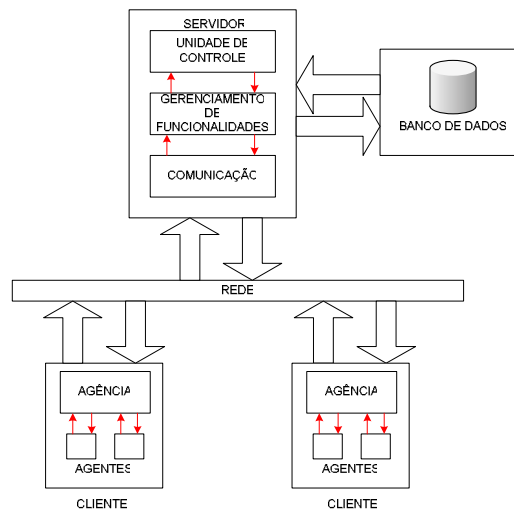 SERVIDOR
UNIDADE DE
CONTROLE
GERENCIAMENTO
DE
FUNCIONALIDADES
COMUNICAÇÃO
BANCO DE DADOS
REDE
AGÊNCIA
AGENTES
CLIENTE
AGÊNCIA
AGENTES
CLIENTE